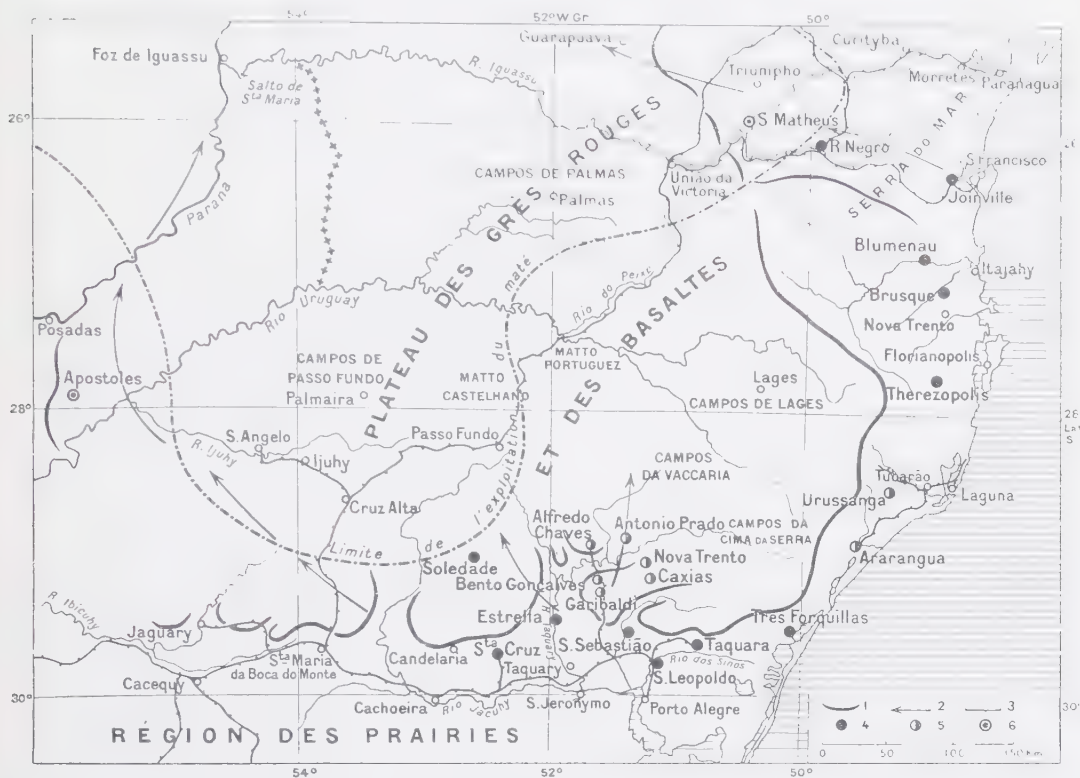 52°W Gr.
50°
Guarapuava
Curityba
Foz de Iguassu
R. Iguassu
Triumpho
Morretes
Paranagua
Salto de
Sta Maria
26°
S Matheus
R Negro
SERRA DO MAR
CAMPOS DE PALMAS
Palmas
União da
Victoria
S Francisco
Joinville
Parana
PLATEAU DES GRÈS ROUGES
ET DES BASALTES
Blumenau
Itajahy
Brusque
Nova Trento
Rio Uruguay
Posadas
Florianopolis
Apostoles
CAMPOS DE
PASSO FUNDO
Palmaira
MATTO
CASTELHANO
MATTO
PORTUGUEZ
Lages
CAMPOS DE LAGES
Therezopolis
28°
28°
S
S. Angelo
Ijuhy
R. Ijuhy
Passo Fundo
Limite de l'exploitation du maté
CAMPOS
DA VACCARIA
Tubarão
Urussanga
Laguna
Cruz Alta
Alfredo
Chaves
Antonio Prado
CAMPOS DA
CIMA DA SERRA
Soledade
Nova Trento
Ararangua
Bento Gonçalves
Caxias
Garibaldi
R. Ibicuhy
Jaguary
Estrella
Tres Forquillas
S. Sebastião
Taquara
Sta Maria
da Boca do Monte
Candelaria
Sta
Cruz
Taquary
Rio dos Sinos
S. Leopoldo
Cacequy
30°
30°
Cachoeira
Rio Jacuhy
S. Jeronymo
Porto Alegre
RÉGION DES PRAIRIES
1 2 3
4 5 6
0 50 100 150 Km.
54°
52°
50°